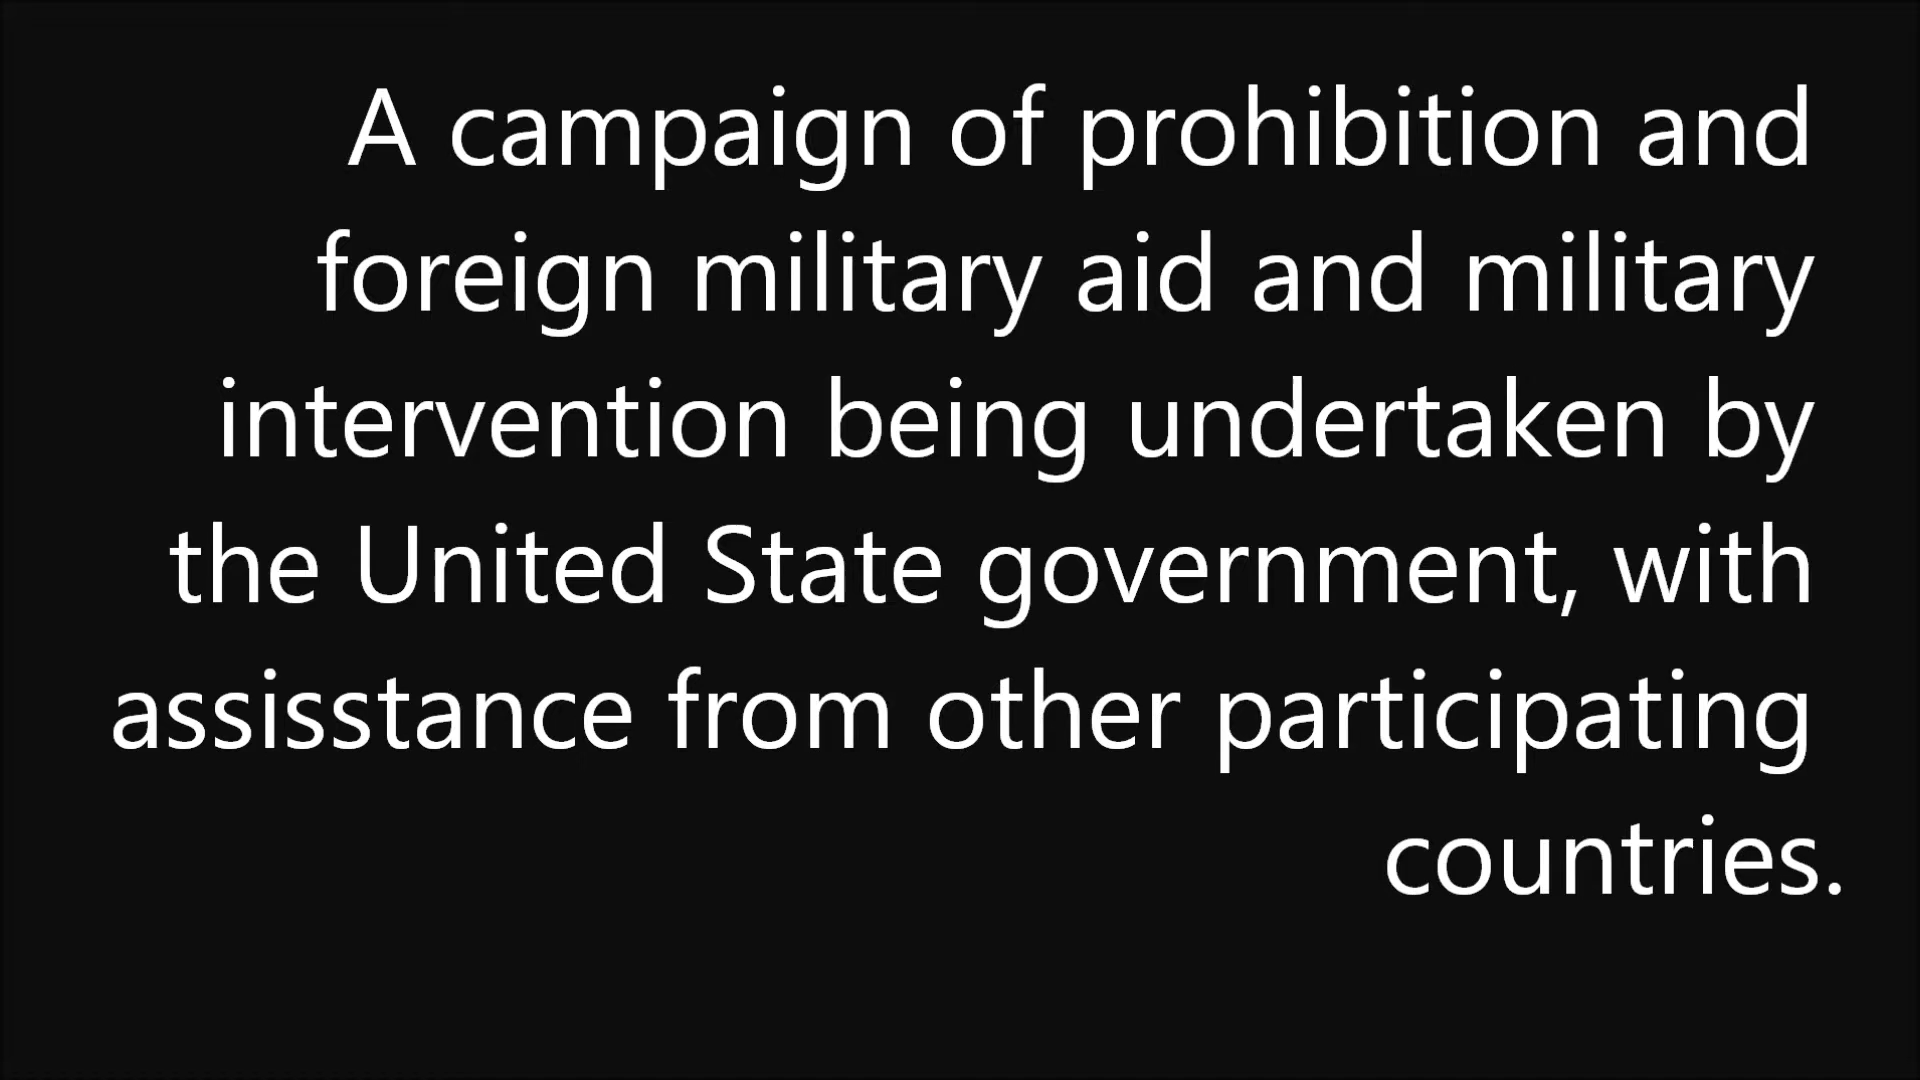 A campaign of prohibition and
foreign military aid and military
intervention being undertaken by
the United State government, with
assisstance from other participating
countries.